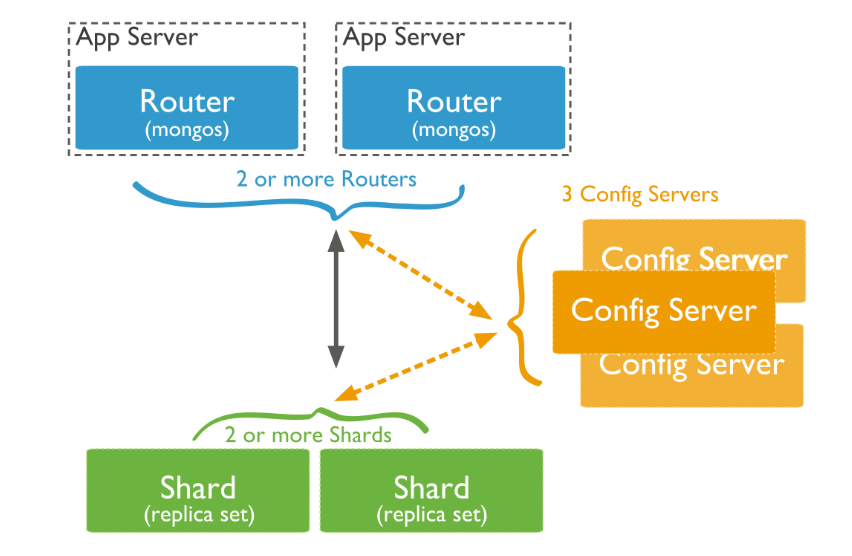 App Server
App Server
Router
(mongos)
Router
(mongos)
2 or more Routers
3 Config Servers
Config Server
Config Server
Config Server
2 or more Shards
Shard
(replica set)
Shard
(replica set)